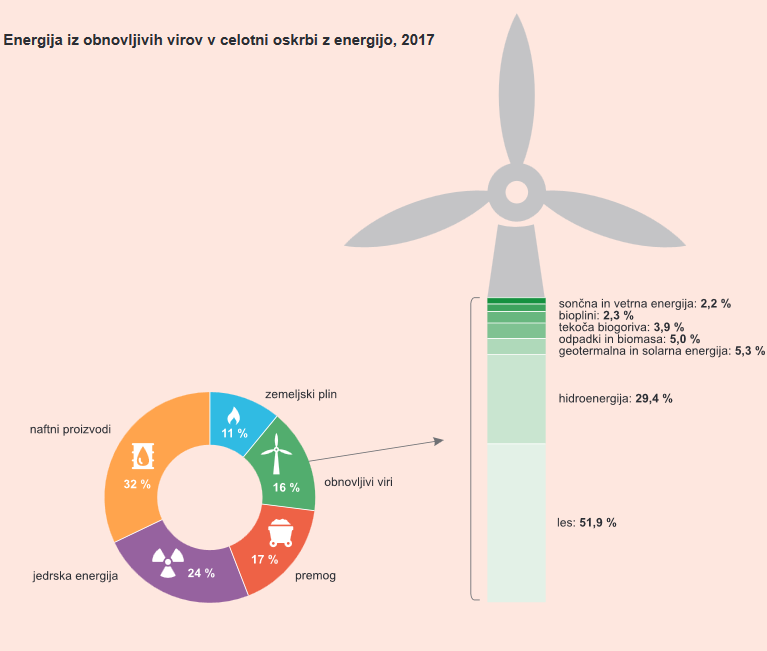 Energija iz obnovljivih virov v celotni oskrbi z energijo, 2017
sončna in vetrna energija: 2,2 %
bioplini: 2,3 %
tekoča biogoriva: 3,9 %
odpadki in biomasa: 5,0 %
geotermalna in solarna energija: 5,3 %
hidroenergija: 29,4 %
les: 51,9 %
zemeljski plin
11 %
naftni proizvodi
32 %
obnovljivi viri
16 %
premog
17 %
jedrska energija
24 %